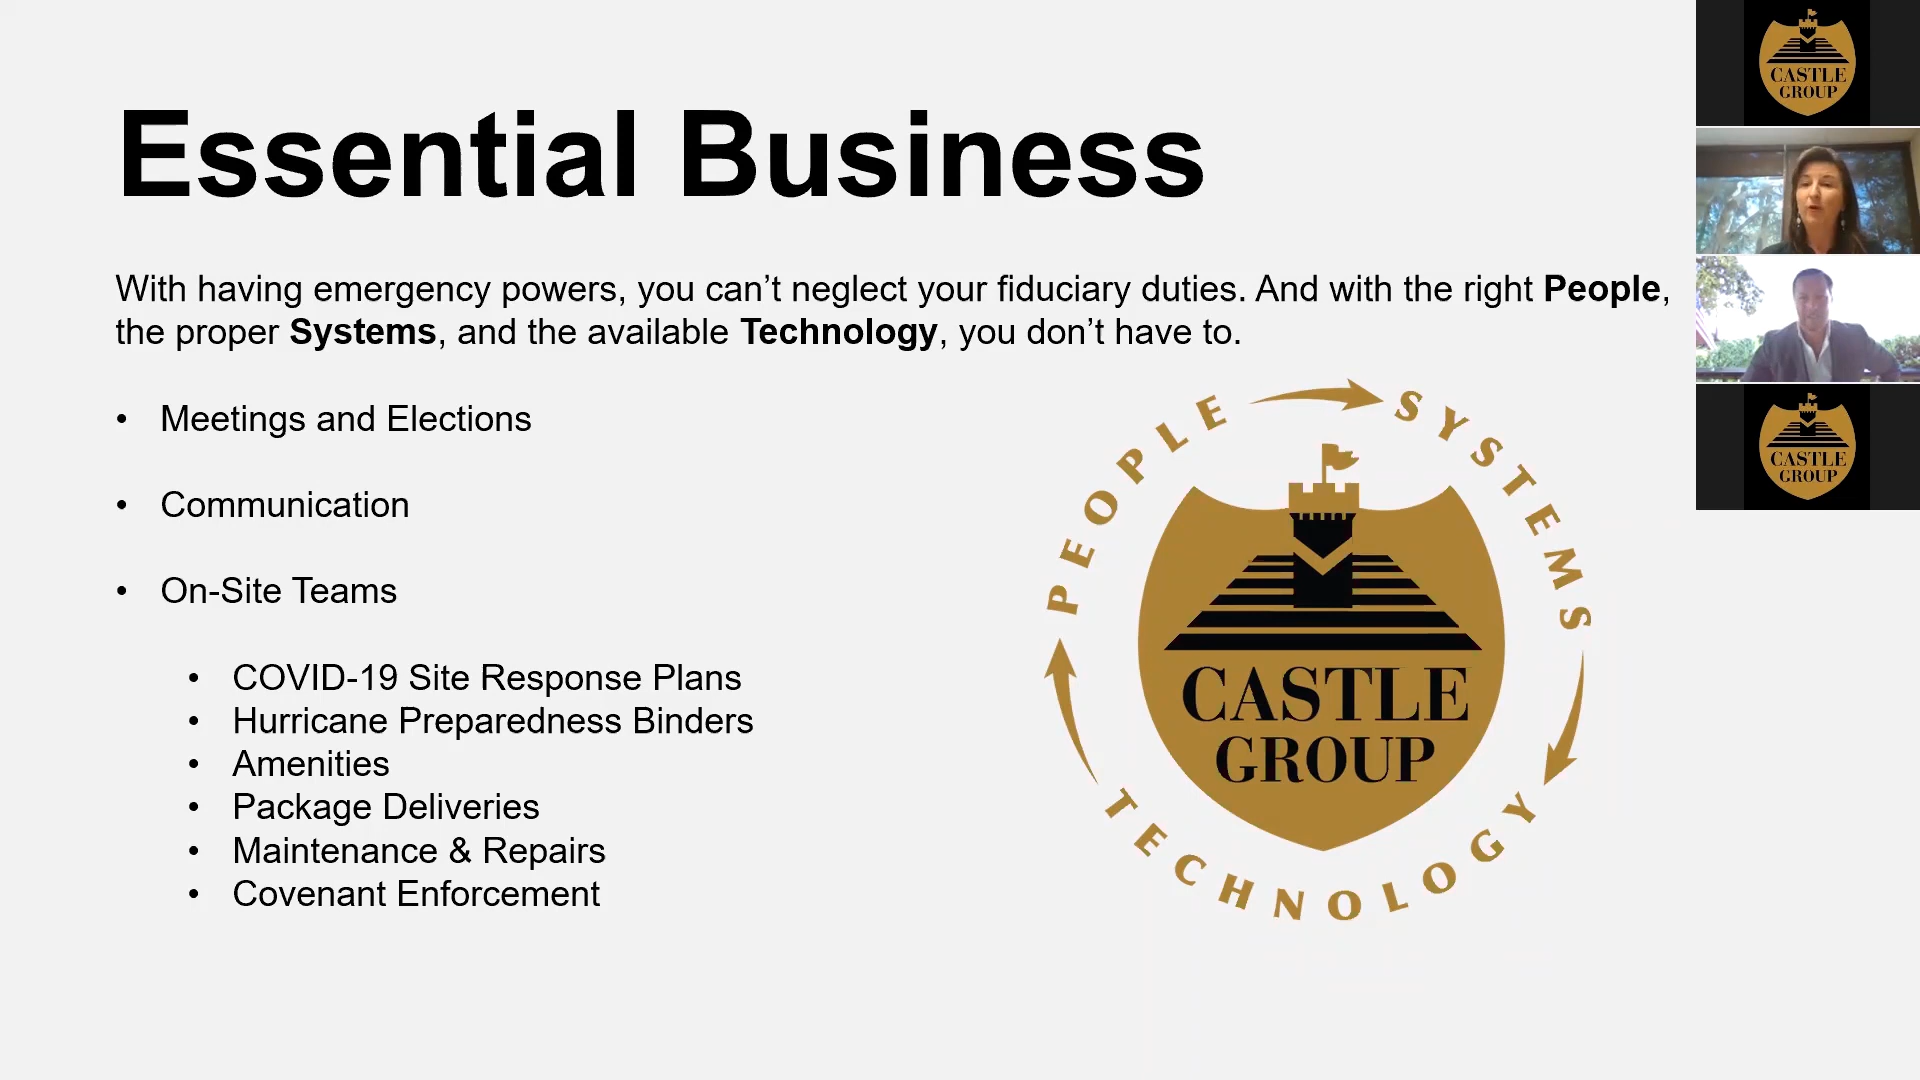 Essential Business
With having emergency powers, you can’t neglect your fiduciary duties. And with the right People,
the proper Systems, and the available Technology, you don’t have to.
• Meetings and Elections
• Communication
• On-Site Teams
• COVID-19 Site Response Plans
• Hurricane Preparedness Binders
• Amenities
• Package Deliveries
• Maintenance & Repairs
• Covenant Enforcement
PEOPLE
SYSTEMS
TECHNOLOGY
CASTLE
GROUP
CASTLE
GROUP
CASTLE
GROUP